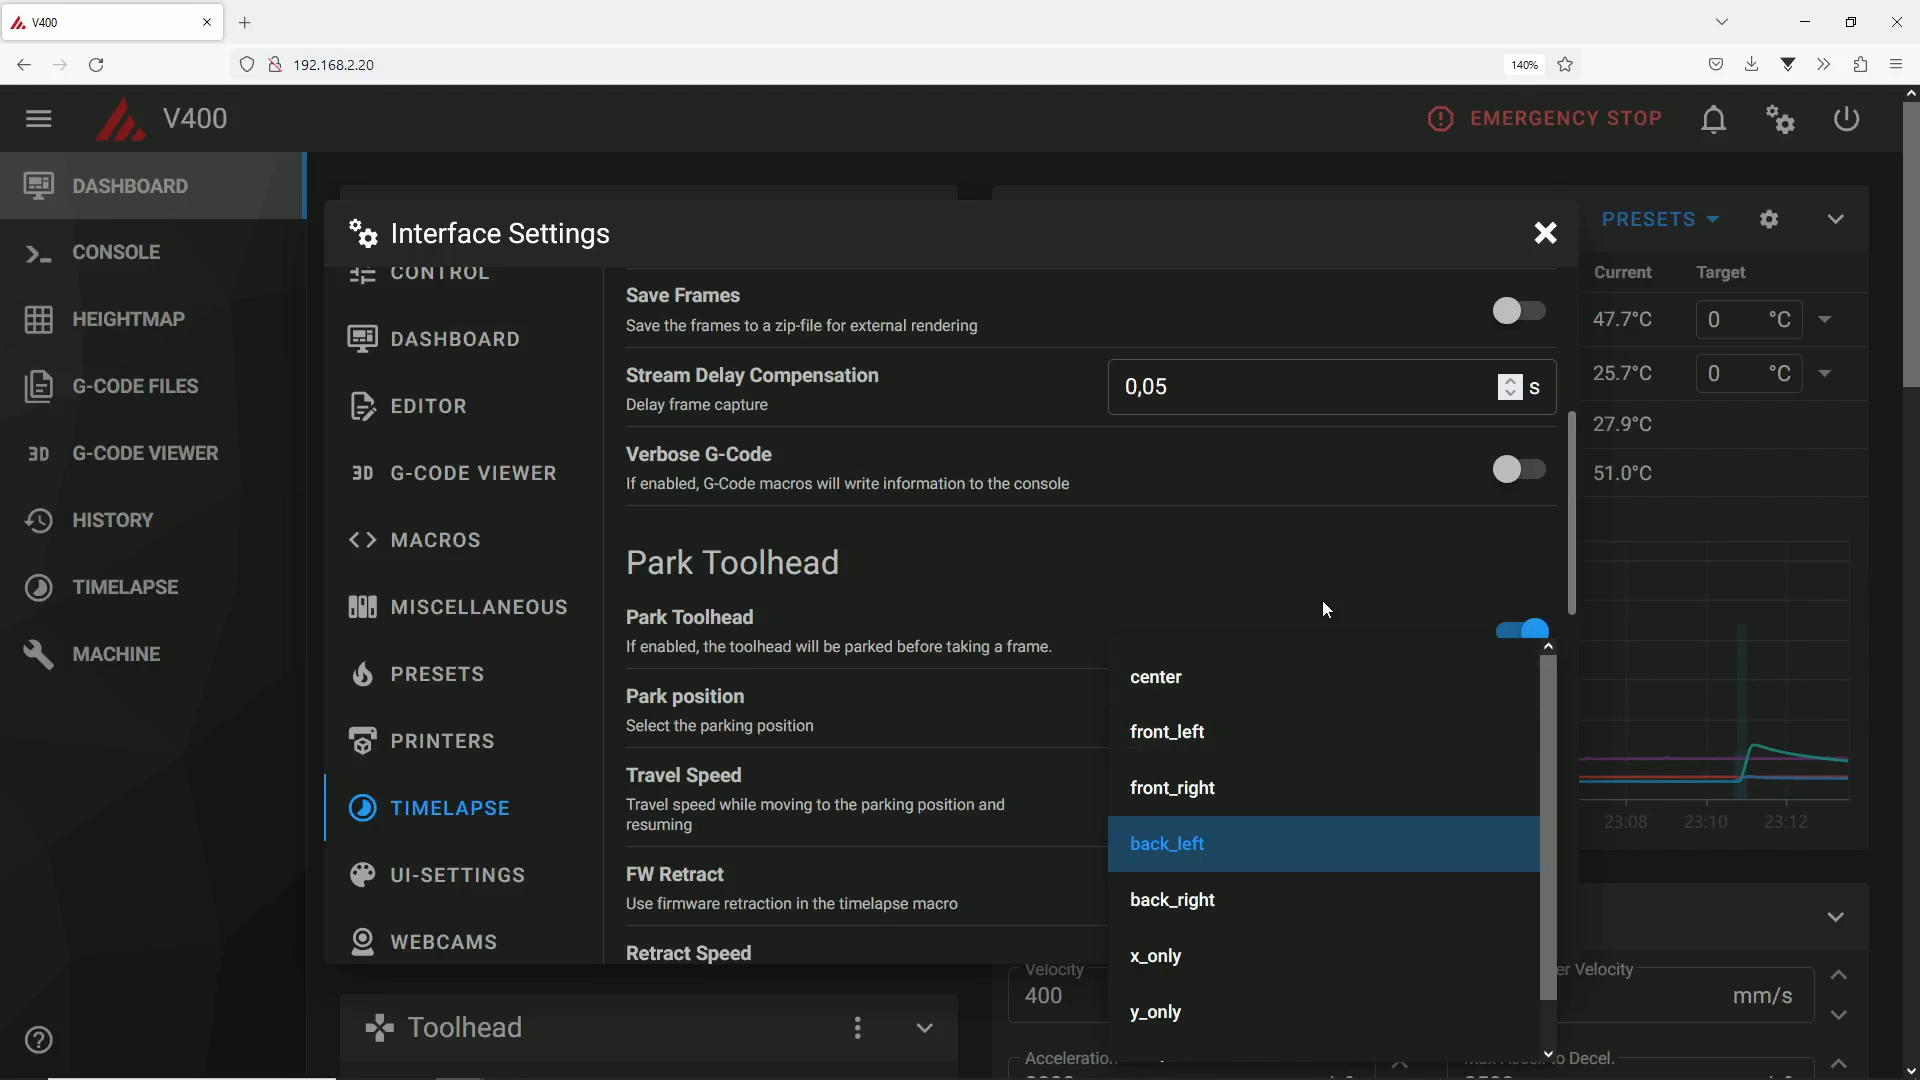 V400
192.168.2.20
140%
V400
EMERGENCY STOP
DASHBOARD
CONSOLE
HEIGHTMAP
G-CODE FILES
3D G-CODE VIEWER
HISTORY
TIMELAPSE
MACHINE
Interface Settings
CONTROL
DASHBOARD
EDITOR
3D G-CODE VIEWER
MACROS
MISCELLANEOUS
PRESETS
PRINTERS
TIMELAPSE
UI-SETTINGS
WEBCAMS
Save Frames
Save the frames to a zip-file for external rendering
Stream Delay Compensation
Delay frame capture
0,05 s
Verbose G-Code
If enabled, G-Code macros will write information to the console
Park Toolhead
Park Toolhead
If enabled, the toolhead will be parked before taking a frame.
Park position
Select the parking position
Travel Speed
Travel speed while moving to the parking position and
resuming
FW Retract
Use firmware retraction in the timelapse macro
Retract Speed
center
front_left
front_right
back_left
back_right
x_only
y_only
PRESETS
Current Target
47.7°C 0 °C
25.7°C 0 °C
27.9°C
51.0°C
23:08 23:10 23:12
Toolhead
Velocity
400
er Velocity
mm/s
Acceleration
to Decel.